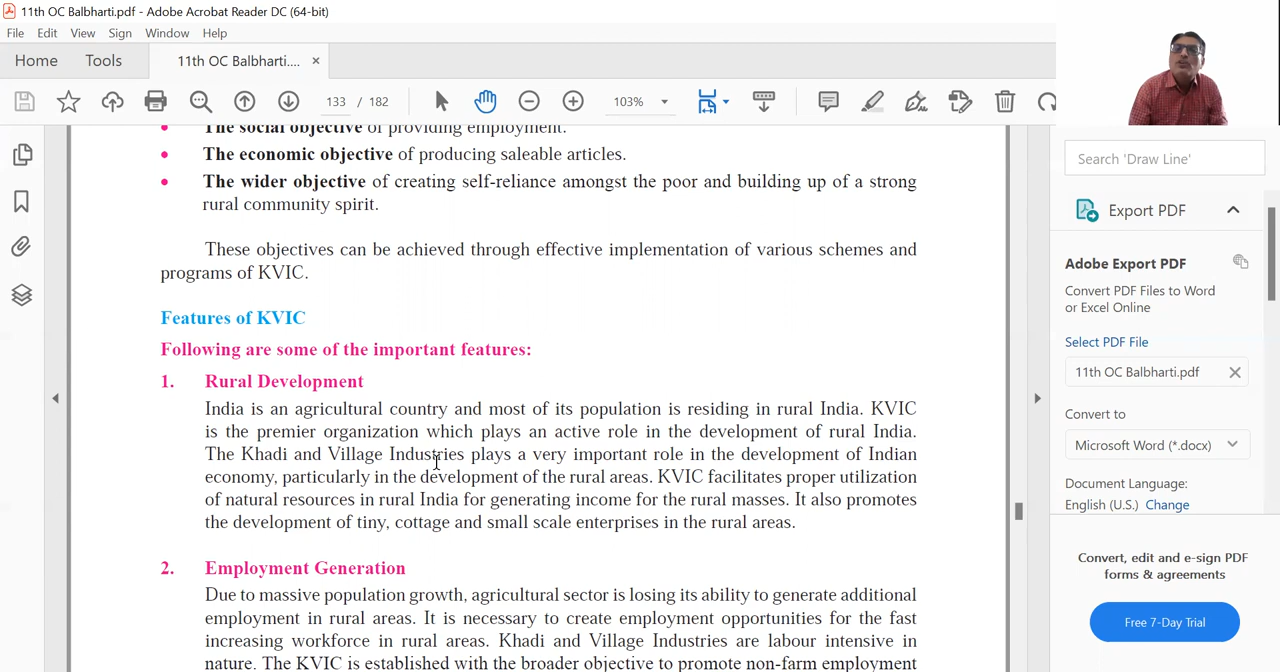 11th OC Balbharti.pdf - Adobe Acrobat Reader DC (64-bit)
File Edit View Sign Window Help
Home Tools 11th OC Balbharti.... ×
133 / 182 103%
The social objective of providing employment.
The economic objective of producing saleable articles.
The wider objective of creating self-reliance amongst the poor and building up of a strong
rural community spirit.
These objectives can be achieved through effective implementation of various schemes and
programs of KVIC.
Features of KVIC
Following are some of the important features:
1. Rural Development
India is an agricultural country and most of its population is residing in rural India. KVIC
is the premier organization which plays an active role in the development of rural India.
The Khadi and Village Industries plays a very important role in the development of Indian
economy, particularly in the development of the rural areas. KVIC facilitates proper utilization
of natural resources in rural India for generating income for the rural masses. It also promotes
the development of tiny, cottage and small scale enterprises in the rural areas.
2. Employment Generation
Due to massive population growth, agricultural sector is losing its ability to generate additional
employment in rural areas. It is necessary to create employment opportunities for the fast
increasing workforce in rural areas. Khadi and Village Industries are labour intensive in
nature. The KVIC is established with the broader objective to promote non-farm employment
Search 'Draw Line'
Export PDF
Adobe Export PDF
Convert PDF Files to Word
or Excel Online
Select PDF File
11th OC Balbharti.pdf
Convert to
Microsoft Word (*.docx)
Document Language:
English (U.S.) Change
Convert, edit and e-sign PDF
forms & agreements
Free 7-Day Trial